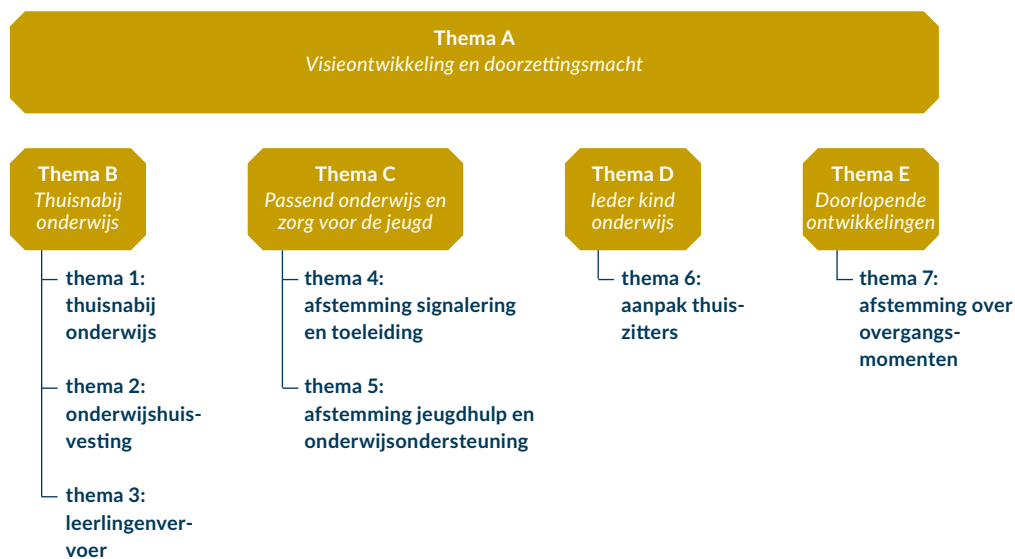 Thema A
Visieontwikkeling en doorzettingsmacht
Thema B
Thuisnabij
onderwijs
thema 1:
thuisnabij
onderwijs
thema 2:
onderwijshuis-
vesting
thema 3:
leerlingenver-
voer
Thema C
Passend onderwijs en
zorg voor de jeugd
thema 4:
afstemming signalering
en toeleiding
thema 5:
afstemming jeugdhulp en
onderwijsondersteuning
Thema D
Ieder kind
onderwijs
thema 6:
aanpak thuis-
zitters
Thema E
Doorlopende
ontwikkelingen
thema 7:
afstemming over
overgangs-
momenten